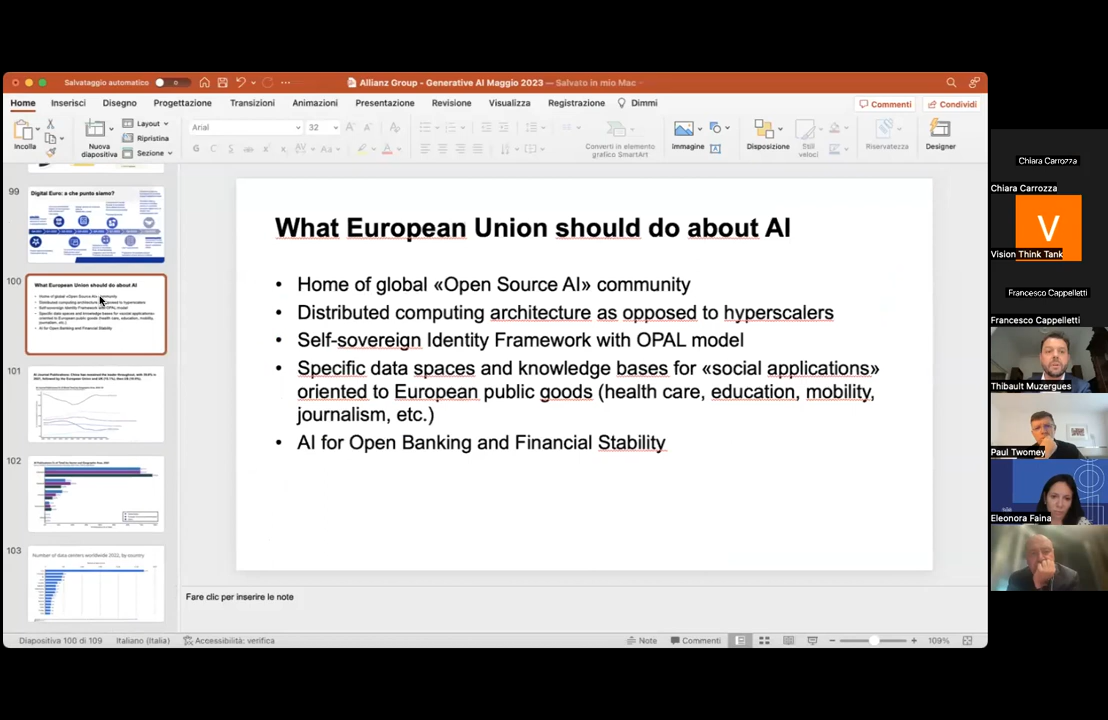 Salvataggio automatico
Allianz Group - Generative AI Maggio 2023 — Salvato in mio Mac
Home Inserisci Disegno Progettazione Transizioni Animazioni Presentazione Revisione Visualizza Registrazione Dimmi
Commenti Condividi
Incolla
Nuova diapositiva
Layout
Ripristina
Sezione
Arial 32
Converti in elemento grafico SmartArt
Immagine
Disposizione
Stili veloci
Riservatezza
Designer
99
Digital Euro: a che punto siamo?
100
What European Union should do about AI
101
102
103
Number of data centers worldwide 2022, by country
What European Union should do about AI
• Home of global «Open Source AI» community
• Distributed computing architecture as opposed to hyperscalers
• Self-sovereign Identity Framework with OPAL model
• Specific data spaces and knowledge bases for «social applications»
oriented to European public goods (health care, education, mobility,
journalism, etc.)
• AI for Open Banking and Financial Stability
Fare clic per inserire le note
Diapositiva 100 di 109 Italiano (Italia) Accessibilità: verifica
Note Commenti 109%
Chiara Carrozza
Chiara Carrozza
V
Vision Think Tank
Francesco Cappelletti
Francesco Cappelletti
Thibault Muzergues
Paul Twomey
Eleonora Faina